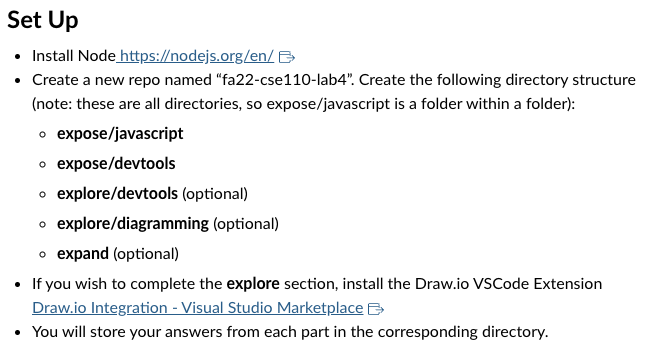 Set Up
• Install Node https://nodejs.org/en/
• Create a new repo named “fa22-cse110-lab4”. Create the following directory structure
(note: these are all directories, so expose/javascript is a folder within a folder):
◦ expose/javascript
◦ expose/devtools
◦ explore/devtools (optional)
◦ explore/diagramming (optional)
◦ expand (optional)
• If you wish to complete the explore section, install the Draw.io VSCode Extension
Draw.io Integration - Visual Studio Marketplace
• You will store your answers from each part in the corresponding directory.